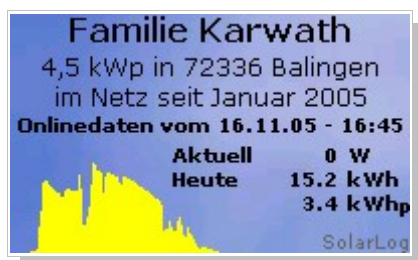 Familie Karwath
4,5 kWp in 72336 Balingen
im Netz seit Januar 2005
Onlinedaten vom 16.11.05 - 16:45
Aktuell 0 W
Heute 15.2 kWh
3.4 kWhp
SolarLog